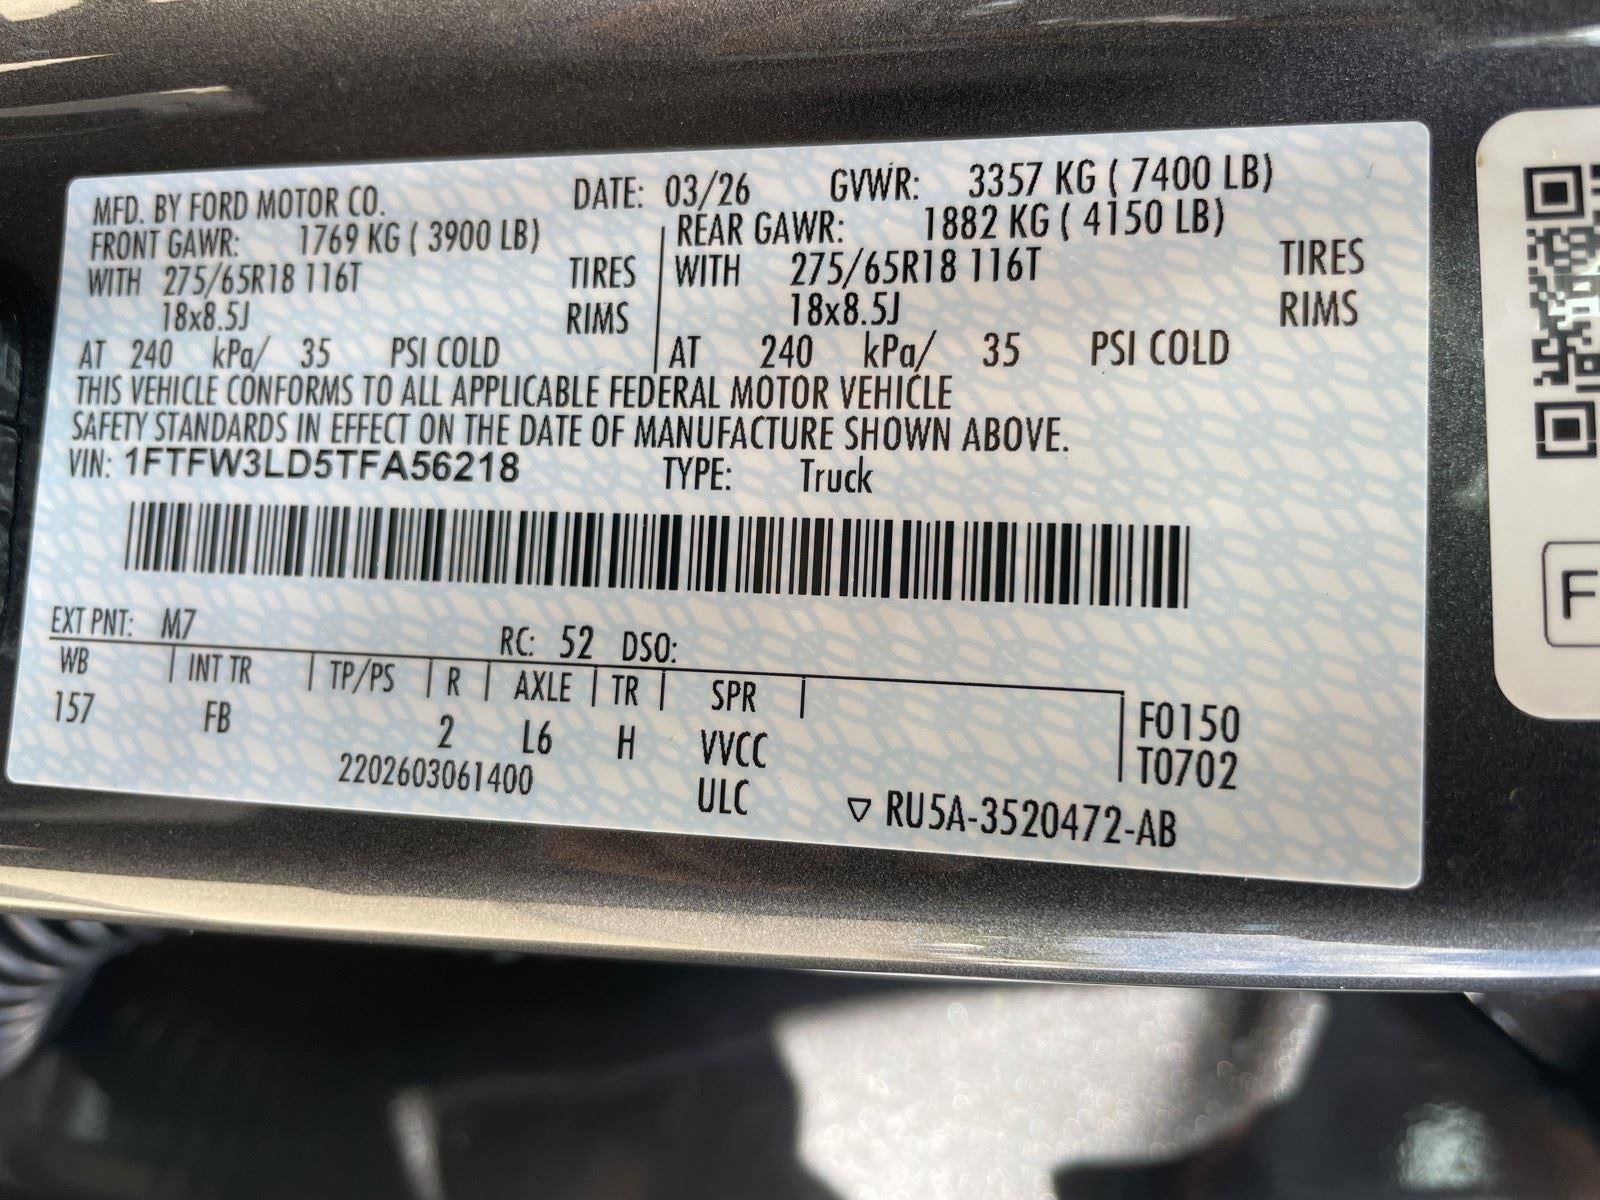 MFD. BY FORD MOTOR CO. DATE: 03/26 GVWR: 3357 KG ( 7400 LB)
FRONT GAWR: 1769 KG ( 3900 LB) REAR GAWR: 1882 KG ( 4150 LB)
WITH 275/65R18 116T TIRES WITH 275/65R18 116T TIRES
18x8.5J RIMS 18x8.5J RIMS
AT 240 kPa/ 35 PSI COLD AT 240 kPa/ 35 PSI COLD
THIS VEHICLE CONFORMS TO ALL APPLICABLE FEDERAL MOTOR VEHICLE
SAFETY STANDARDS IN EFFECT ON THE DATE OF MANUFACTURE SHOWN ABOVE.
VIN: 1FTFW3LD5TFA56218 TYPE: Truck
EXT PNT: M7 RC: 52 DSO:
WB INT TR TP/PS R AXLE TR SPR
157 FB 2 L6 H VVCC F0150
2202603061400 ULC T0702
▽ RU5A-3520472-AB
F